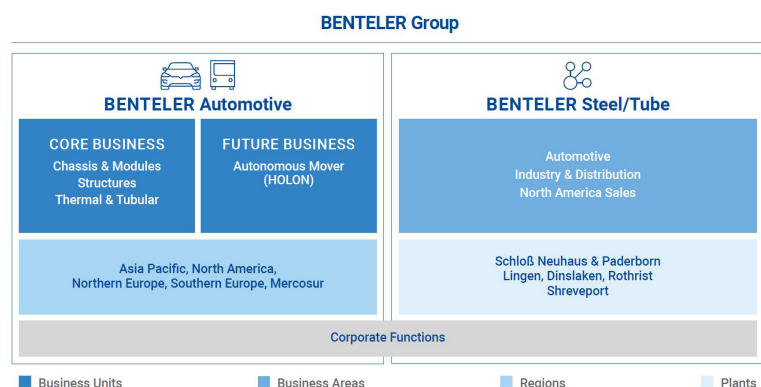 BENTELER Group
BENTELER Automotive
CORE BUSINESS
Chassis & Modules
Structures
Thermal & Tubular
FUTURE BUSINESS
Autonomous Mover
(HOLON)
Asia Pacific, North America,
Northern Europe, Southern Europe, Mercosur
BENTELER Steel/Tube
Automotive
Industry & Distribution
North America Sales
Schloß Neuhaus & Paderborn
Lingen, Dinslaken, Rothrist
Shreveport
Corporate Functions
Business Units
Business Areas
Regions
Plants